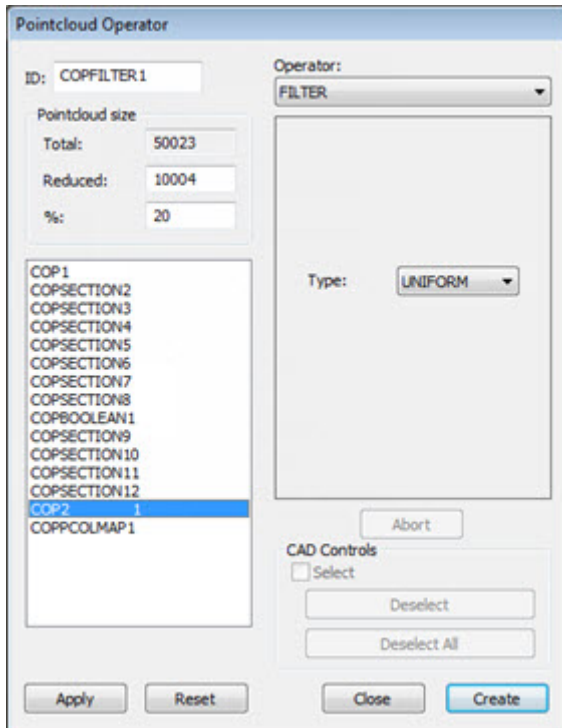 Pointcloud Operator
ID: COPFILTER1
Operator:
FILTER
Pointcloud size
Total: 50023
Reduced: 10004
%: 20
Type: UNIFORM
COP1
COPSECTION2
COPSECTION3
COPSECTION4
COPSECTION5
COPSECTION6
COPSECTION7
COPSECTION8
COPBOOLEAN1
COPSECTION9
COPSECTION10
COPSECTION11
COPSECTION12
COP2 1
COPPCOLMAP1
Abort
CAD Controls
Select
Deselect
Deselect All
Apply Reset Close Create